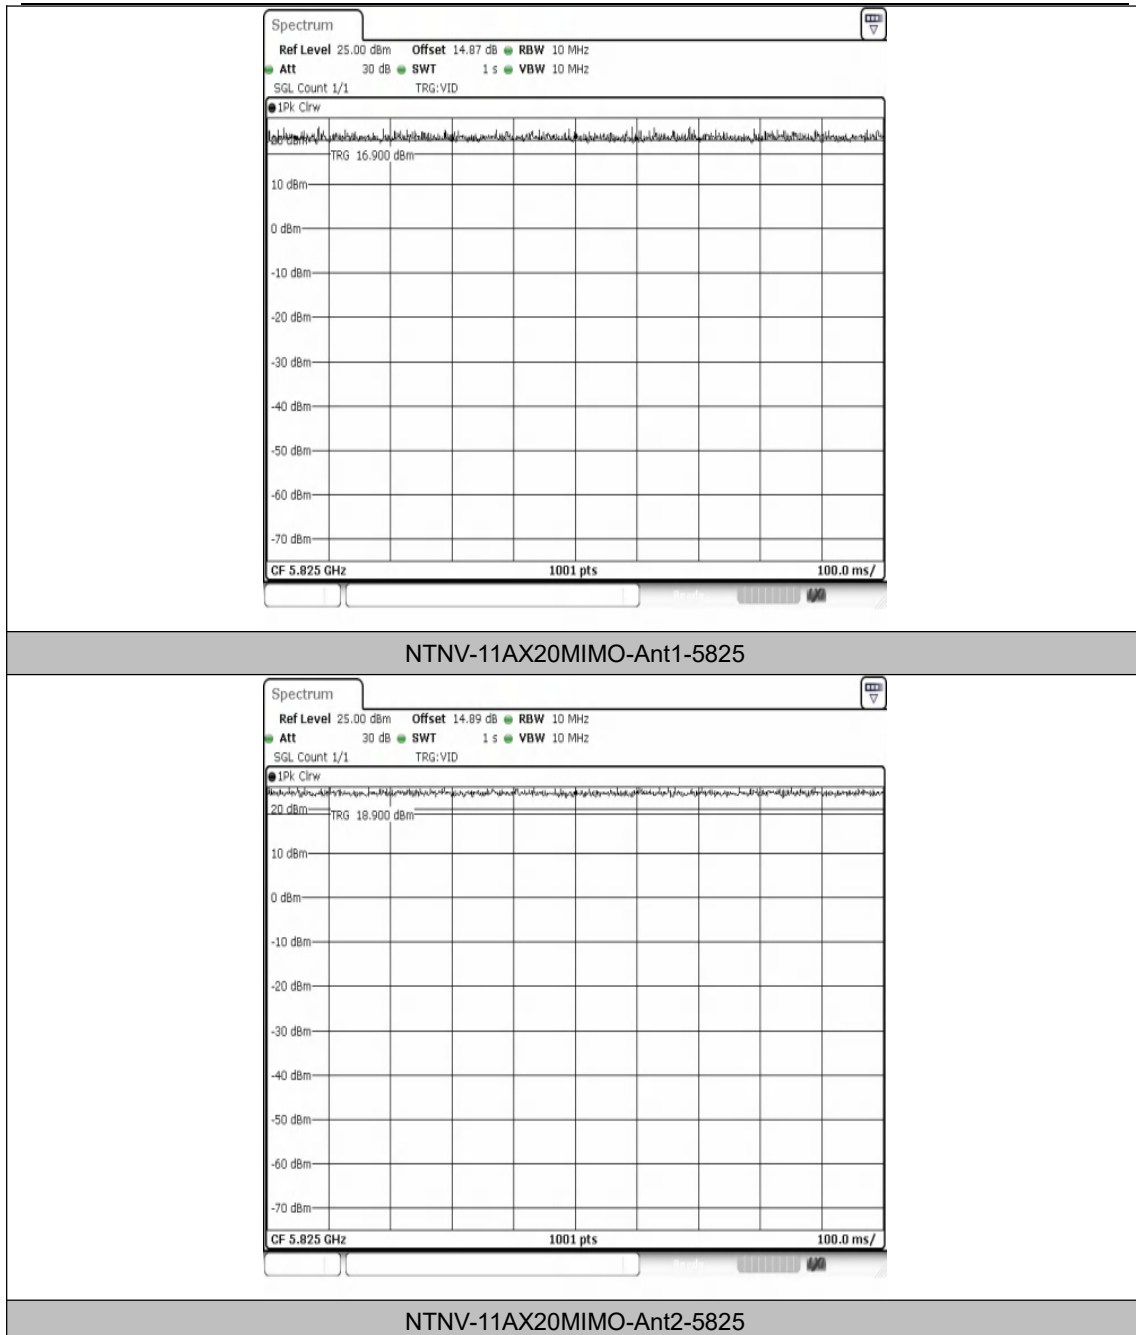 Spectrum
Ref Level 25.00 dBm Offset 14.87 dB RBW 10 MHz
Att 30 dB SWT 1 s VBW 10 MHz
SGL Count 1/1 TRG:VID
1Pk Clrw
20 dBm
TRG 16.900 dBm
10 dBm
0 dBm
-10 dBm
-20 dBm
-30 dBm
-40 dBm
-50 dBm
-60 dBm
-70 dBm
CF 5.825 GHz 1001 pts 100.0 ms/
Ready
NTNV-11AX20MIMO-Ant1-5825
Spectrum
Ref Level 25.00 dBm Offset 14.89 dB RBW 10 MHz
Att 30 dB SWT 1 s VBW 10 MHz
SGL Count 1/1 TRG:VID
1Pk Clrw
20 dBm
TRG 18.900 dBm
10 dBm
0 dBm
-10 dBm
-20 dBm
-30 dBm
-40 dBm
-50 dBm
-60 dBm
-70 dBm
CF 5.825 GHz 1001 pts 100.0 ms/
Ready
NTNV-11AX20MIMO-Ant2-5825